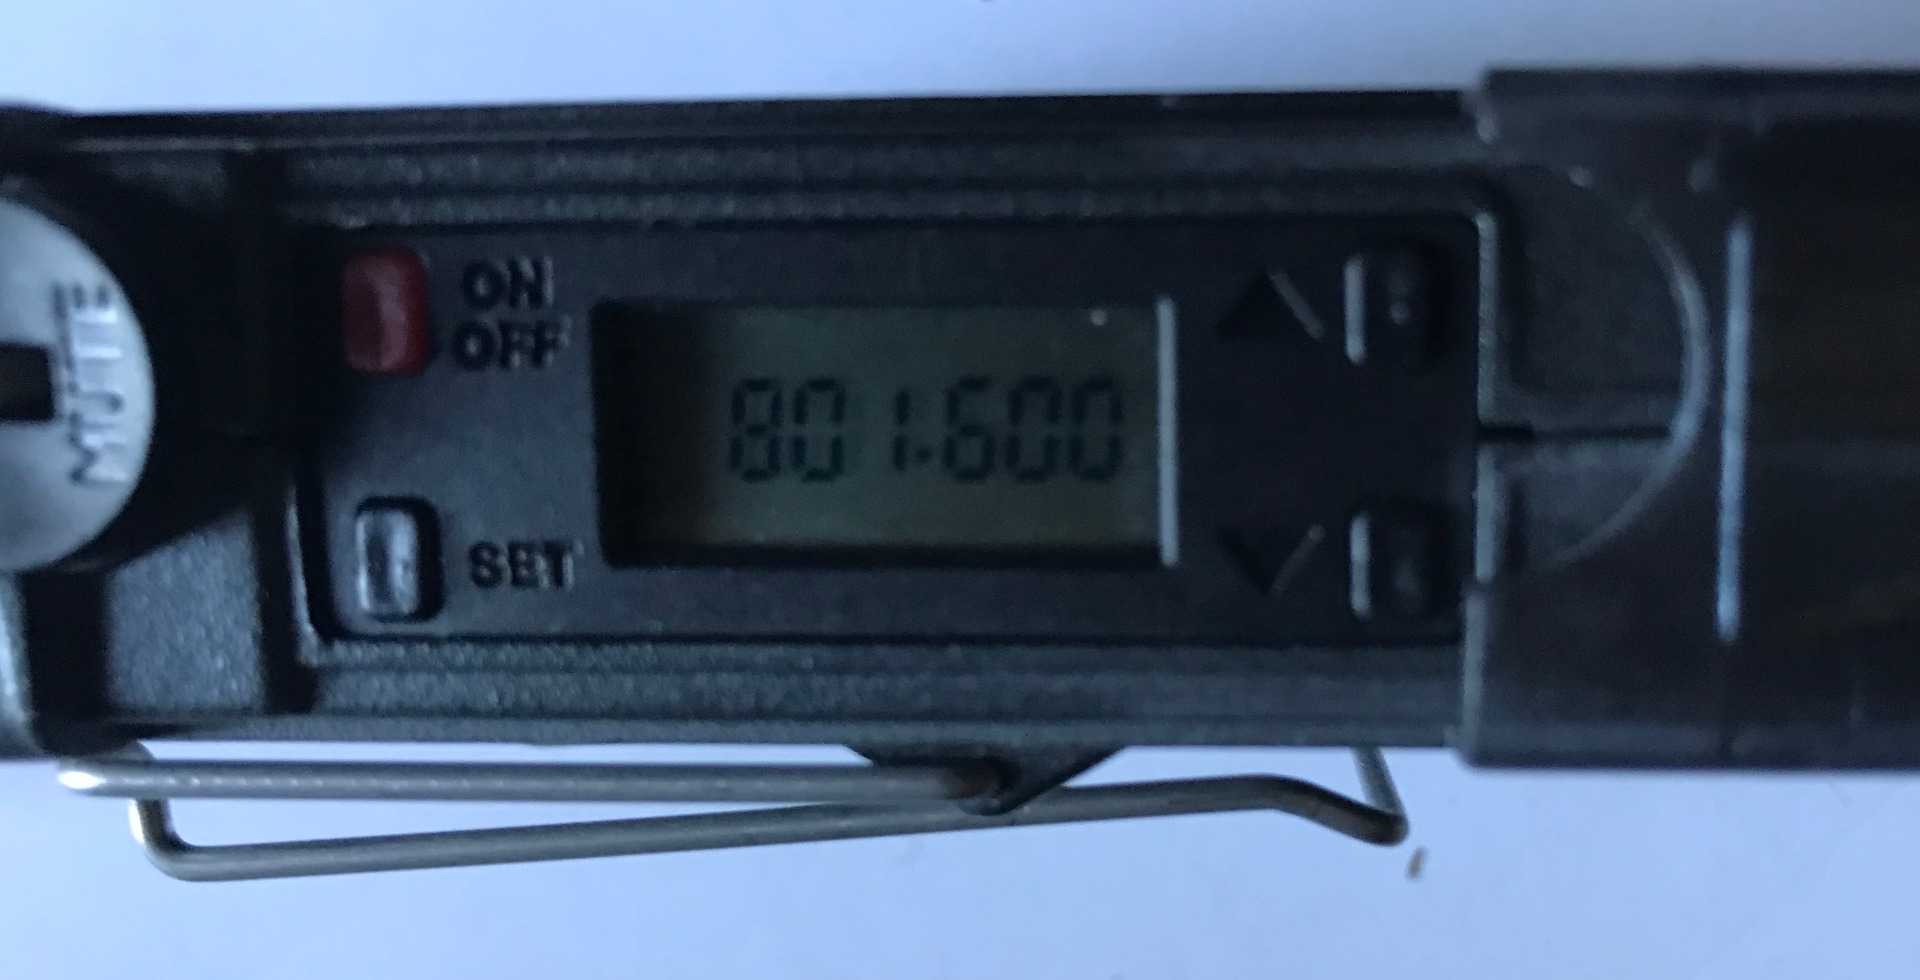 MUTE
ON
OFF
801.600
SET